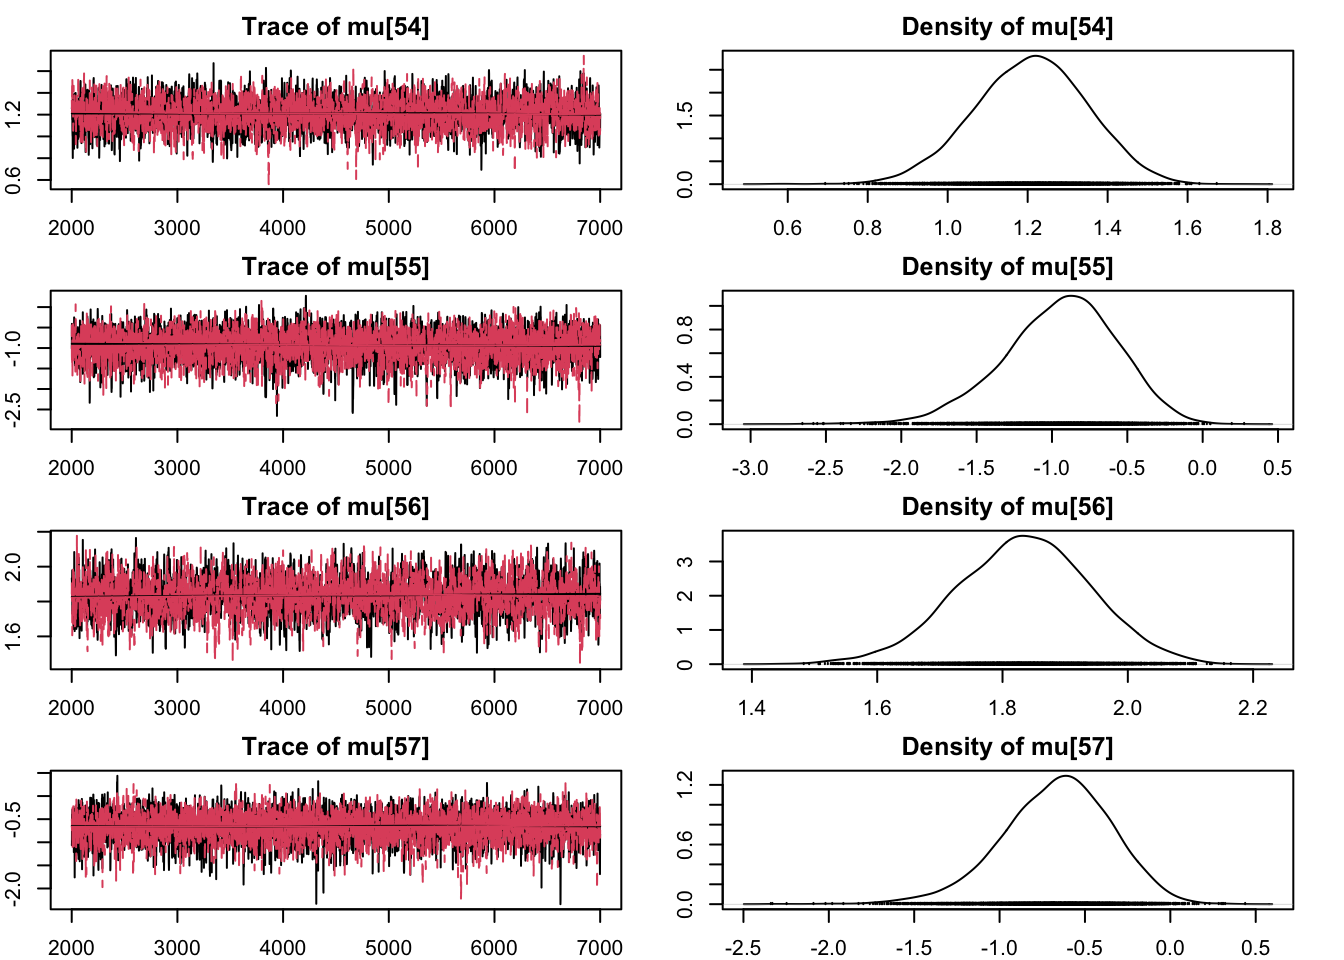 Trace of mu[54]
Density of mu[54]
0.6 1.2
2000 3000 4000 5000 6000 7000
0.0 1.5
0.6 0.8 1.0 1.2 1.4 1.6 1.8
Trace of mu[55]
Density of mu[55]
-2.5 -1.0
2000 3000 4000 5000 6000 7000
0.0 0.4 0.8
-3.0 -2.5 -2.0 -1.5 -1.0 -0.5 0.0 0.5
Trace of mu[56]
Density of mu[56]
1.6 2.0
2000 3000 4000 5000 6000 7000
0 1 2 3
1.4 1.6 1.8 2.0 2.2
Trace of mu[57]
Density of mu[57]
-2.0 -0.5
2000 3000 4000 5000 6000 7000
0.0 0.6 1.2
-2.5 -2.0 -1.5 -1.0 -0.5 0.0 0.5